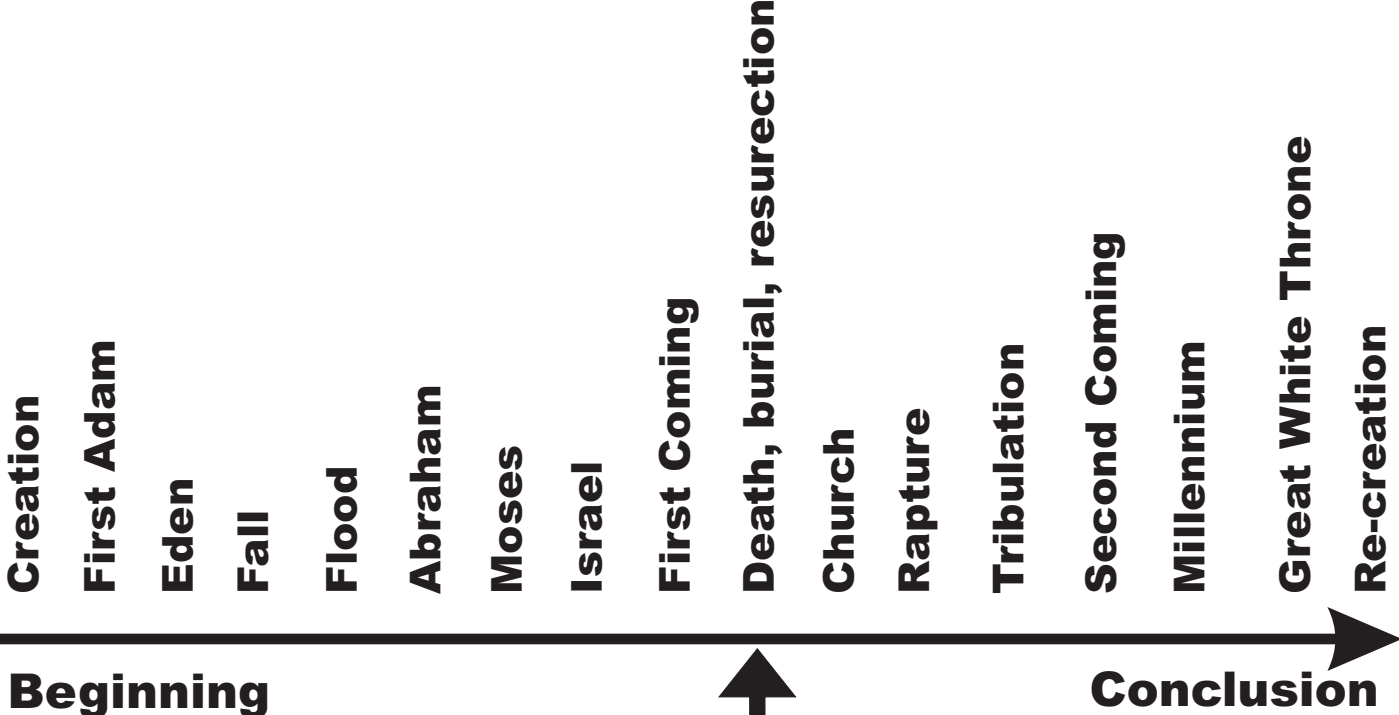 Creation
First Adam
Eden
Fall
Flood
Abraham
Moses
Israel
First Coming
Death, burial, resurection
Church
Rapture
Tribulation
Second Coming
Millennium
Great White Throne
Re-creation
Beginning
Conclusion